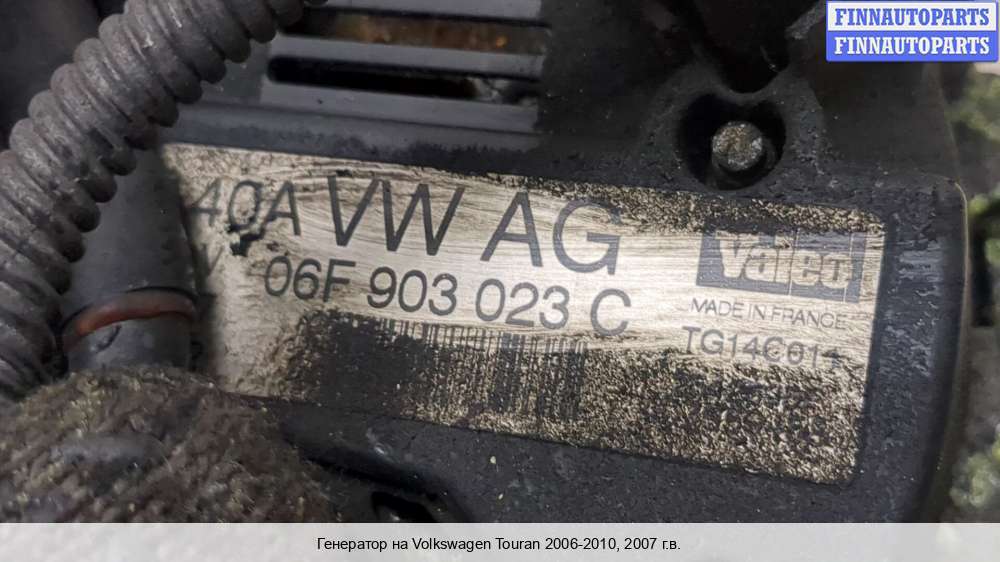 FINNAUTOPARTS
FINNAUTOPARTS
40A VW AG
06F 903 023 C
Valeo
MADE IN FRANCE
TG14C011
Генератор на Volkswagen Touran 2006-2010, 2007 г.в.